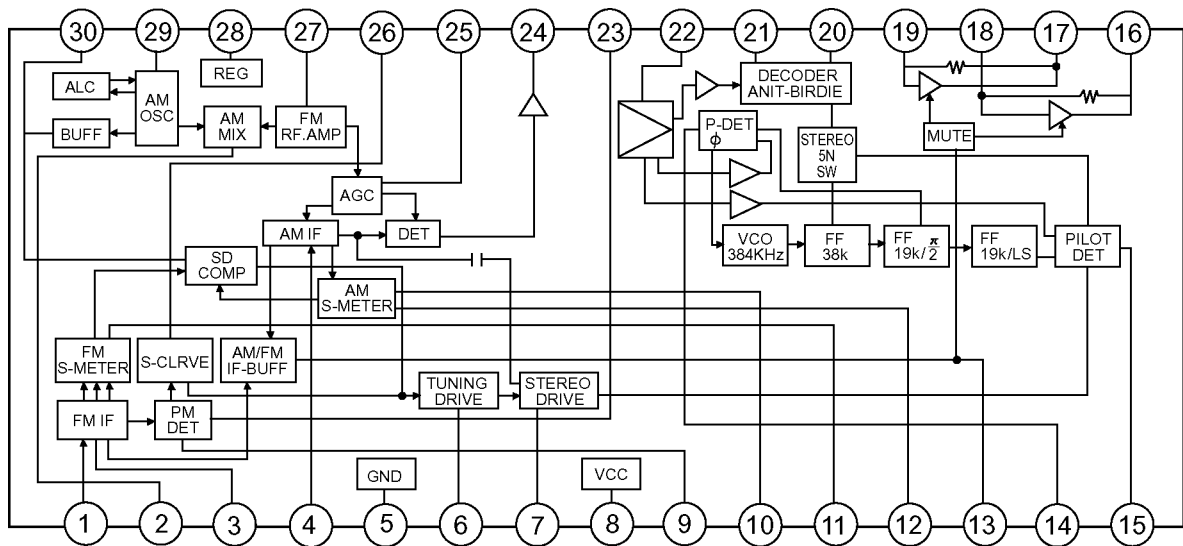 30 29 28 27 26 25 24 23 22 21 20 19 18 17 16
REG
ALC
AM
OSC
BUFF
AM
MIX
FM
RF.AMP
DECODER
ANIT-BIRDIE
P-DET
ϕ
STEREO
5N
SW
MUTE
AGC
AM IF
DET
SD
COMP
AM
S-METER
VCO
384KHz
FF
38k
FF
19k/π/2
FF
19k/LS
PILOT
DET
FM
S-METER
S-CLRVE
AM/FM
IF-BUFF
TUNING
DRIVE
STEREO
DRIVE
FM IF
PM
DET
GND
VCC
1 2 3 4 5 6 7 8 9 10 11 12 13 14 15